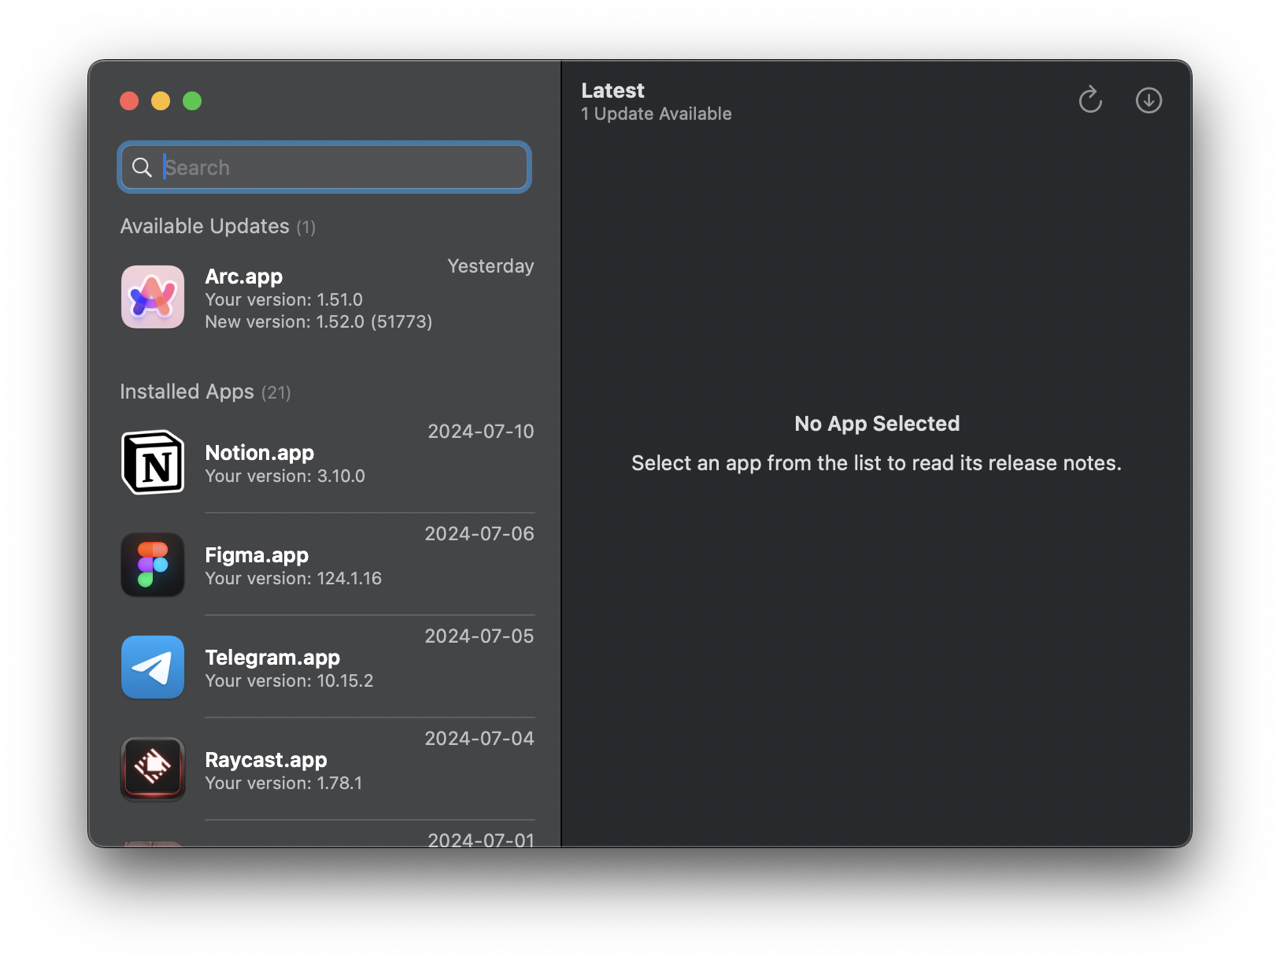 Search
Available Updates (1)
Arc.app
Yesterday
Your version: 1.51.0
New version: 1.52.0 (51773)
Installed Apps (21)
2024-07-10
Notion.app
Your version: 3.10.0
2024-07-06
Figma.app
Your version: 124.1.16
2024-07-05
Telegram.app
Your version: 10.15.2
2024-07-04
Raycast.app
Your version: 1.78.1
2024-07-01
Latest
1 Update Available
No App Selected
Select an app from the list to read its release notes.